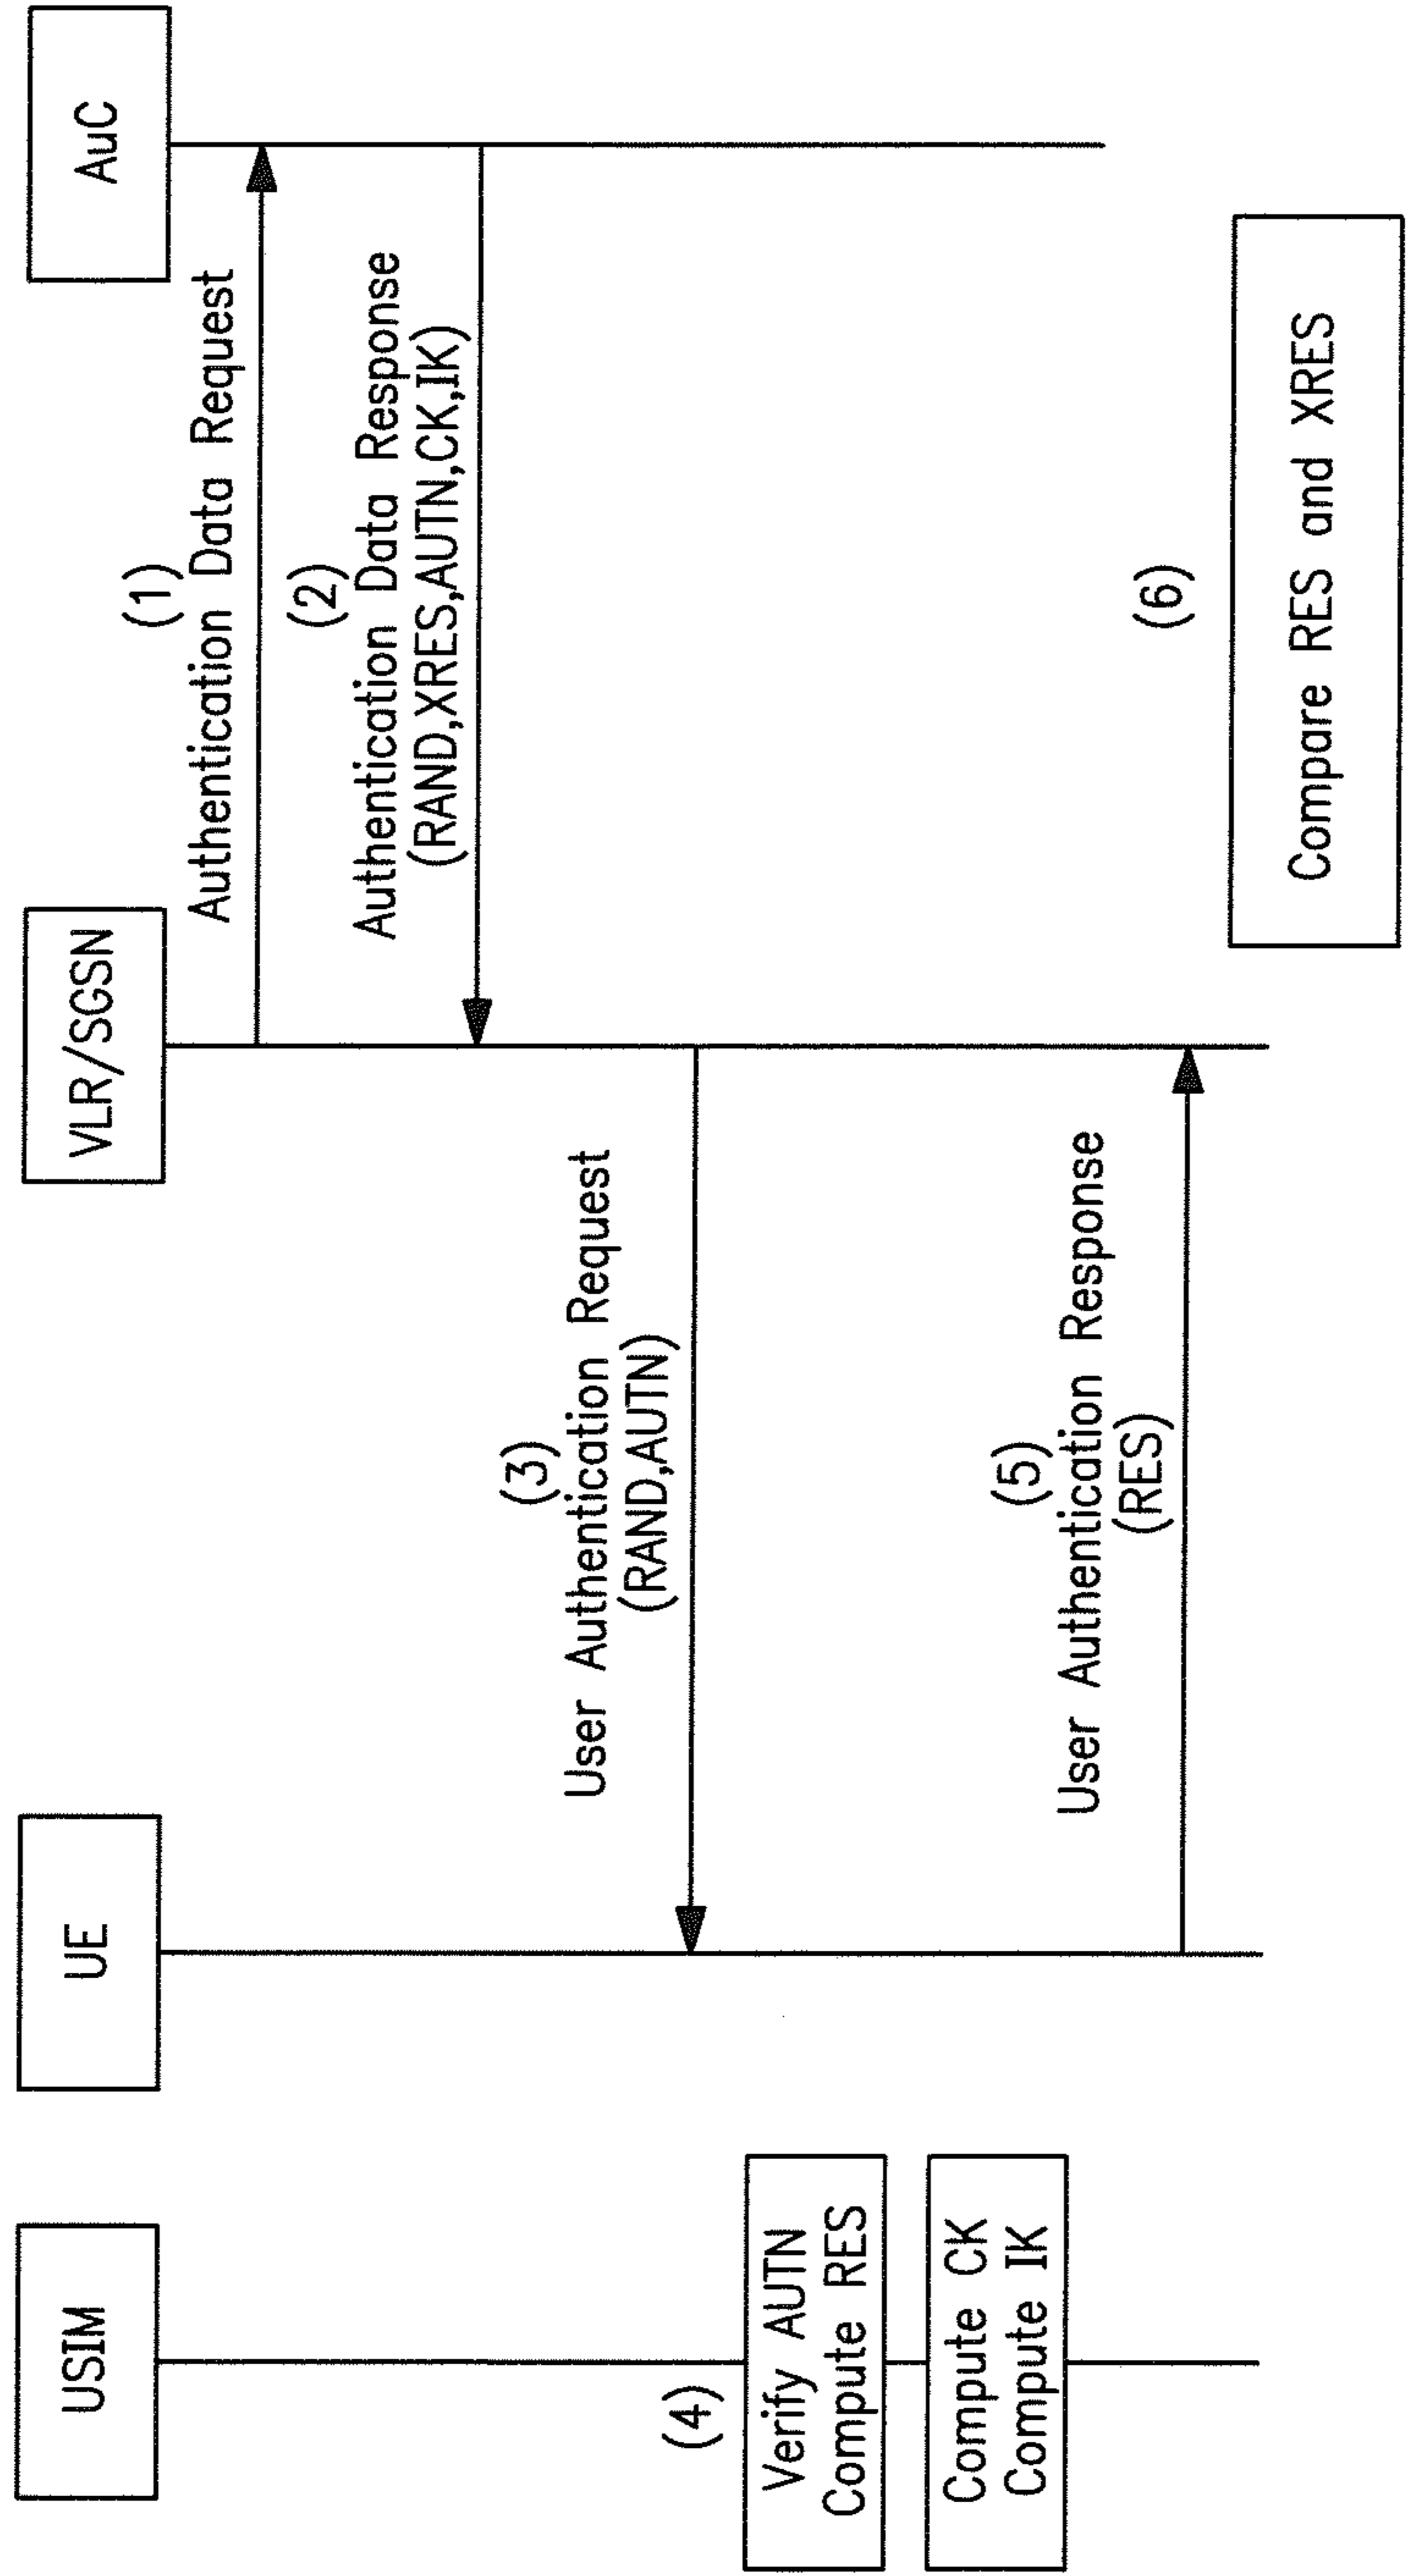 USIM
UE
VLR/SGSN
AuC
(1)
Authentication Data Request
(2)
Authentication Data Response
(RAND,XRES,AUTN,CK,IK)
(3)
User Authentication Request
(RAND,AUTN)
(4)
Verify AUTN
Compute RES
Compute CK
Compute IK
(5)
User Authentication Response
(RES)
(6)
Compare RES and XRES